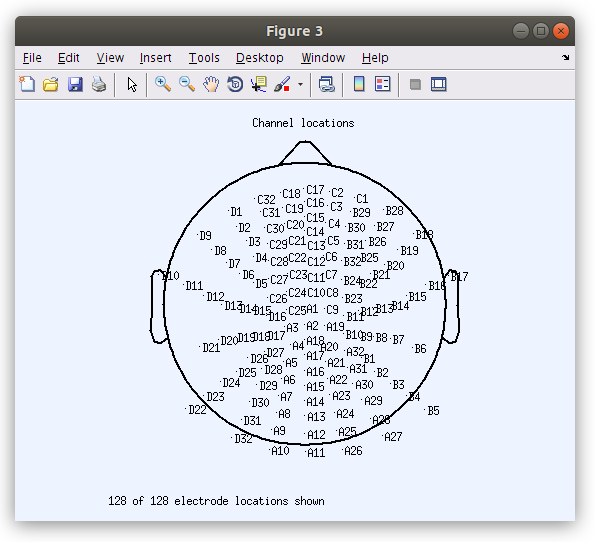 Figure 3
File Edit View Insert Tools Desktop Window Help
Channel locations
C32 C18 C17 C2 C1
D1 C31 C19 C16 C3 B29 B28
D2 C30 C20 C15 C4 B30 B27
D9 D3 C29 C21 C14 C5 B31 B26 B18
D8 D4 C28 C22 C13 C6 B32 B25 B19
D7 C12 B20
D10 D6 D5 C27 C23 C11 C7 B24 B22 B21 B17
D11 D12 C26 C24 C10 C8 B23 B15 B16
D13 D14 D15 D16 C25 A1 C9 B11 B12 B13 B14
A3 A2 A19
D21 D20 D19 D18 D17 A4 A18 A20 B10 B9 B8 B7 B6
D26 D27 A5 A17 A21 A32 B1
D25 D28 A16 A31 B2
D24 D29 A6 A15 A22 A30 B3
D23 D30 A7 A14 A23 A29 B4
D22 D31 A8 A13 A24 A28 B5
D32 A9 A12 A25 A27
A10 A11 A26
128 of 128 electrode locations shown